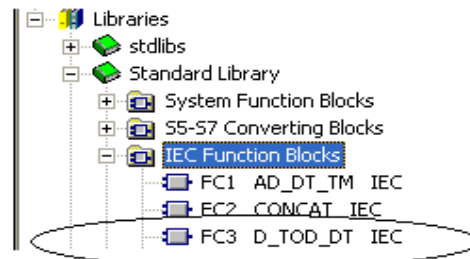 Libraries
stdlibs
Standard Library
System Function Blocks
S5-S7 Converting Blocks
IEC Function Blocks
FC1 AD_DT_TM IEC
FC2 CONCAT IEC
FC3 D_TOD_DT IEC